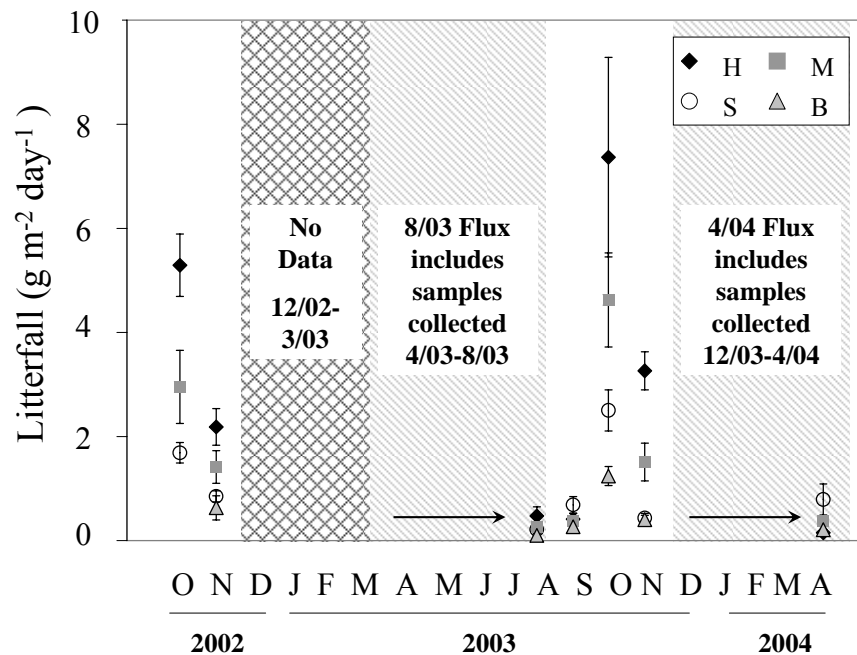 10
8
6
4
2
0
Litterfall (g m-2 day-1)
H M
S B
No
Data
12/02-
3/03
8/03 Flux
includes
samples
collected
4/03-8/03
4/04 Flux
includes
samples
collected
12/03-4/04
O N D J F M A M J J A S O N D J F M A
2002 2003 2004